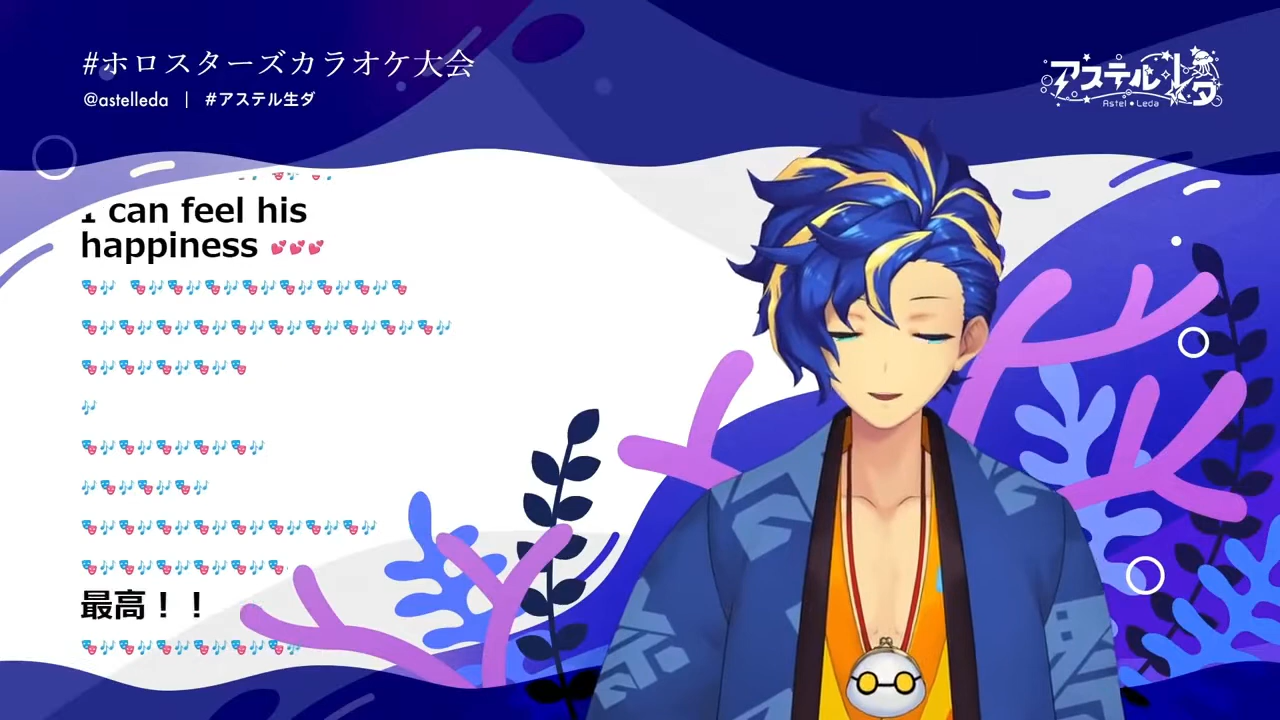 #ホロスターズカラオケ大会
@astelleda | #アステル生ダ
アステル・レダ
Astel • Leda
I can feel his
happiness 💕💕💕
🎭🎶 🎭🎶🎭🎶🎭🎶🎭🎶🎭🎶🎭🎶🎭🎶🎭
🎭🎶🎭🎶🎭🎶🎭🎶🎭🎶🎭🎶🎭🎶🎭🎶🎭🎶🎭🎶
🎭🎶🎭🎶🎭🎶🎭🎶🎭
🎶
🎭🎶🎭🎶🎭🎶🎭🎶🎭🎶
🎶🎭🎶🎭🎶🎭🎶
🎭🎶🎭🎶🎭🎶🎭🎶🎭🎶🎭🎶🎭🎶🎭🎶
🎭🎶🎭🎶🎭🎶🎭🎶🎭🎶🎭
最高！！
🎭🎶🎭🎶🎭🎶🎭🎶🎭🎶🎭🎶